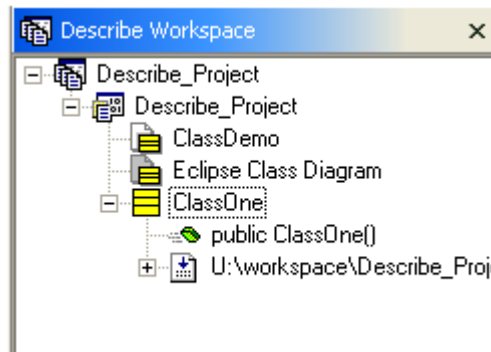 Describe Workspace
Describe_Project
Describe_Project
ClassDemo
Eclipse Class Diagram
ClassOne
public ClassOne()
U:\workspace\Describe_Proj